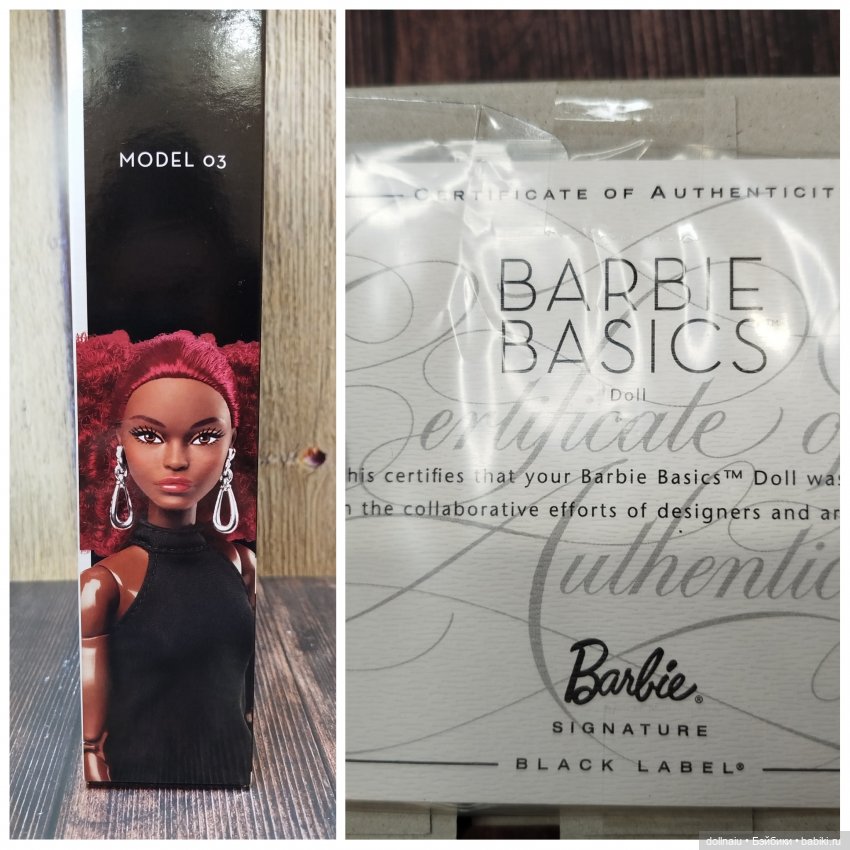 MODEL 03
CERTIFICATE OF AUTHENTICIT
BARBIE
BASICS™
Doll
Certificate of
his certifies that your Barbie Basics™ Doll was
n the collaborative efforts of designers and ar
Authentic
Barbie®
SIGNATURE
BLACK LABEL®
dollnaiu • Бэйбики • babiki.ru